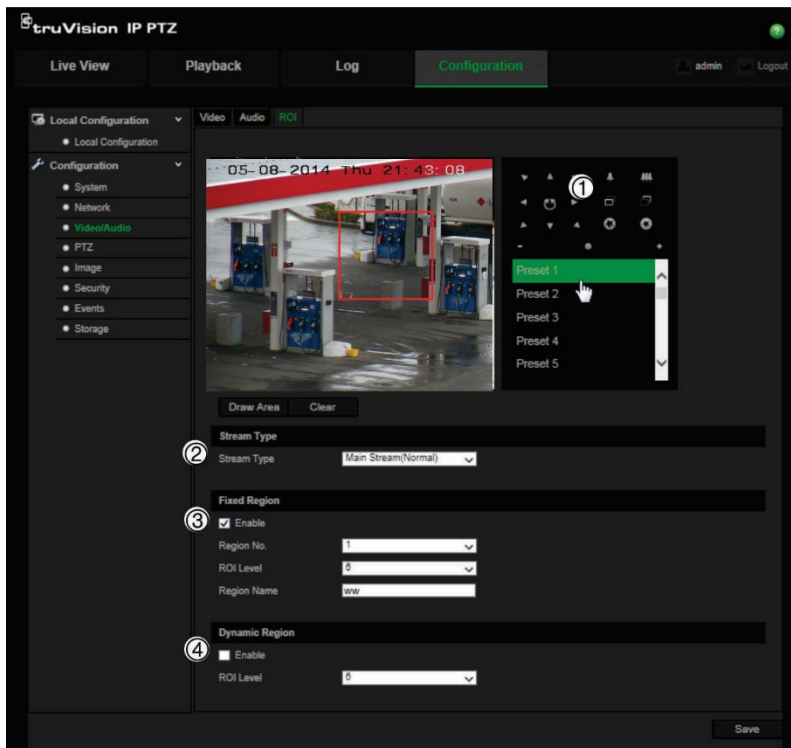 truVision IP PTZ
?
Live View Playback Log Configuration admin Logout
Local Configuration
Local Configuration
Configuration
System
Network
Video/Audio
PTZ
Image
Security
Events
Storage
Video Audio ROI
05-08-2014 Thu 21:43:08
①
Preset 1
Preset 2
Preset 3
Preset 4
Preset 5
Draw Area Clear
Stream Type
② Stream Type Main Stream(Normal)
Fixed Region
③ Enable
Region No. 1
ROI Level 6
Region Name ww
Dynamic Region
④ Enable
ROI Level 6
Save